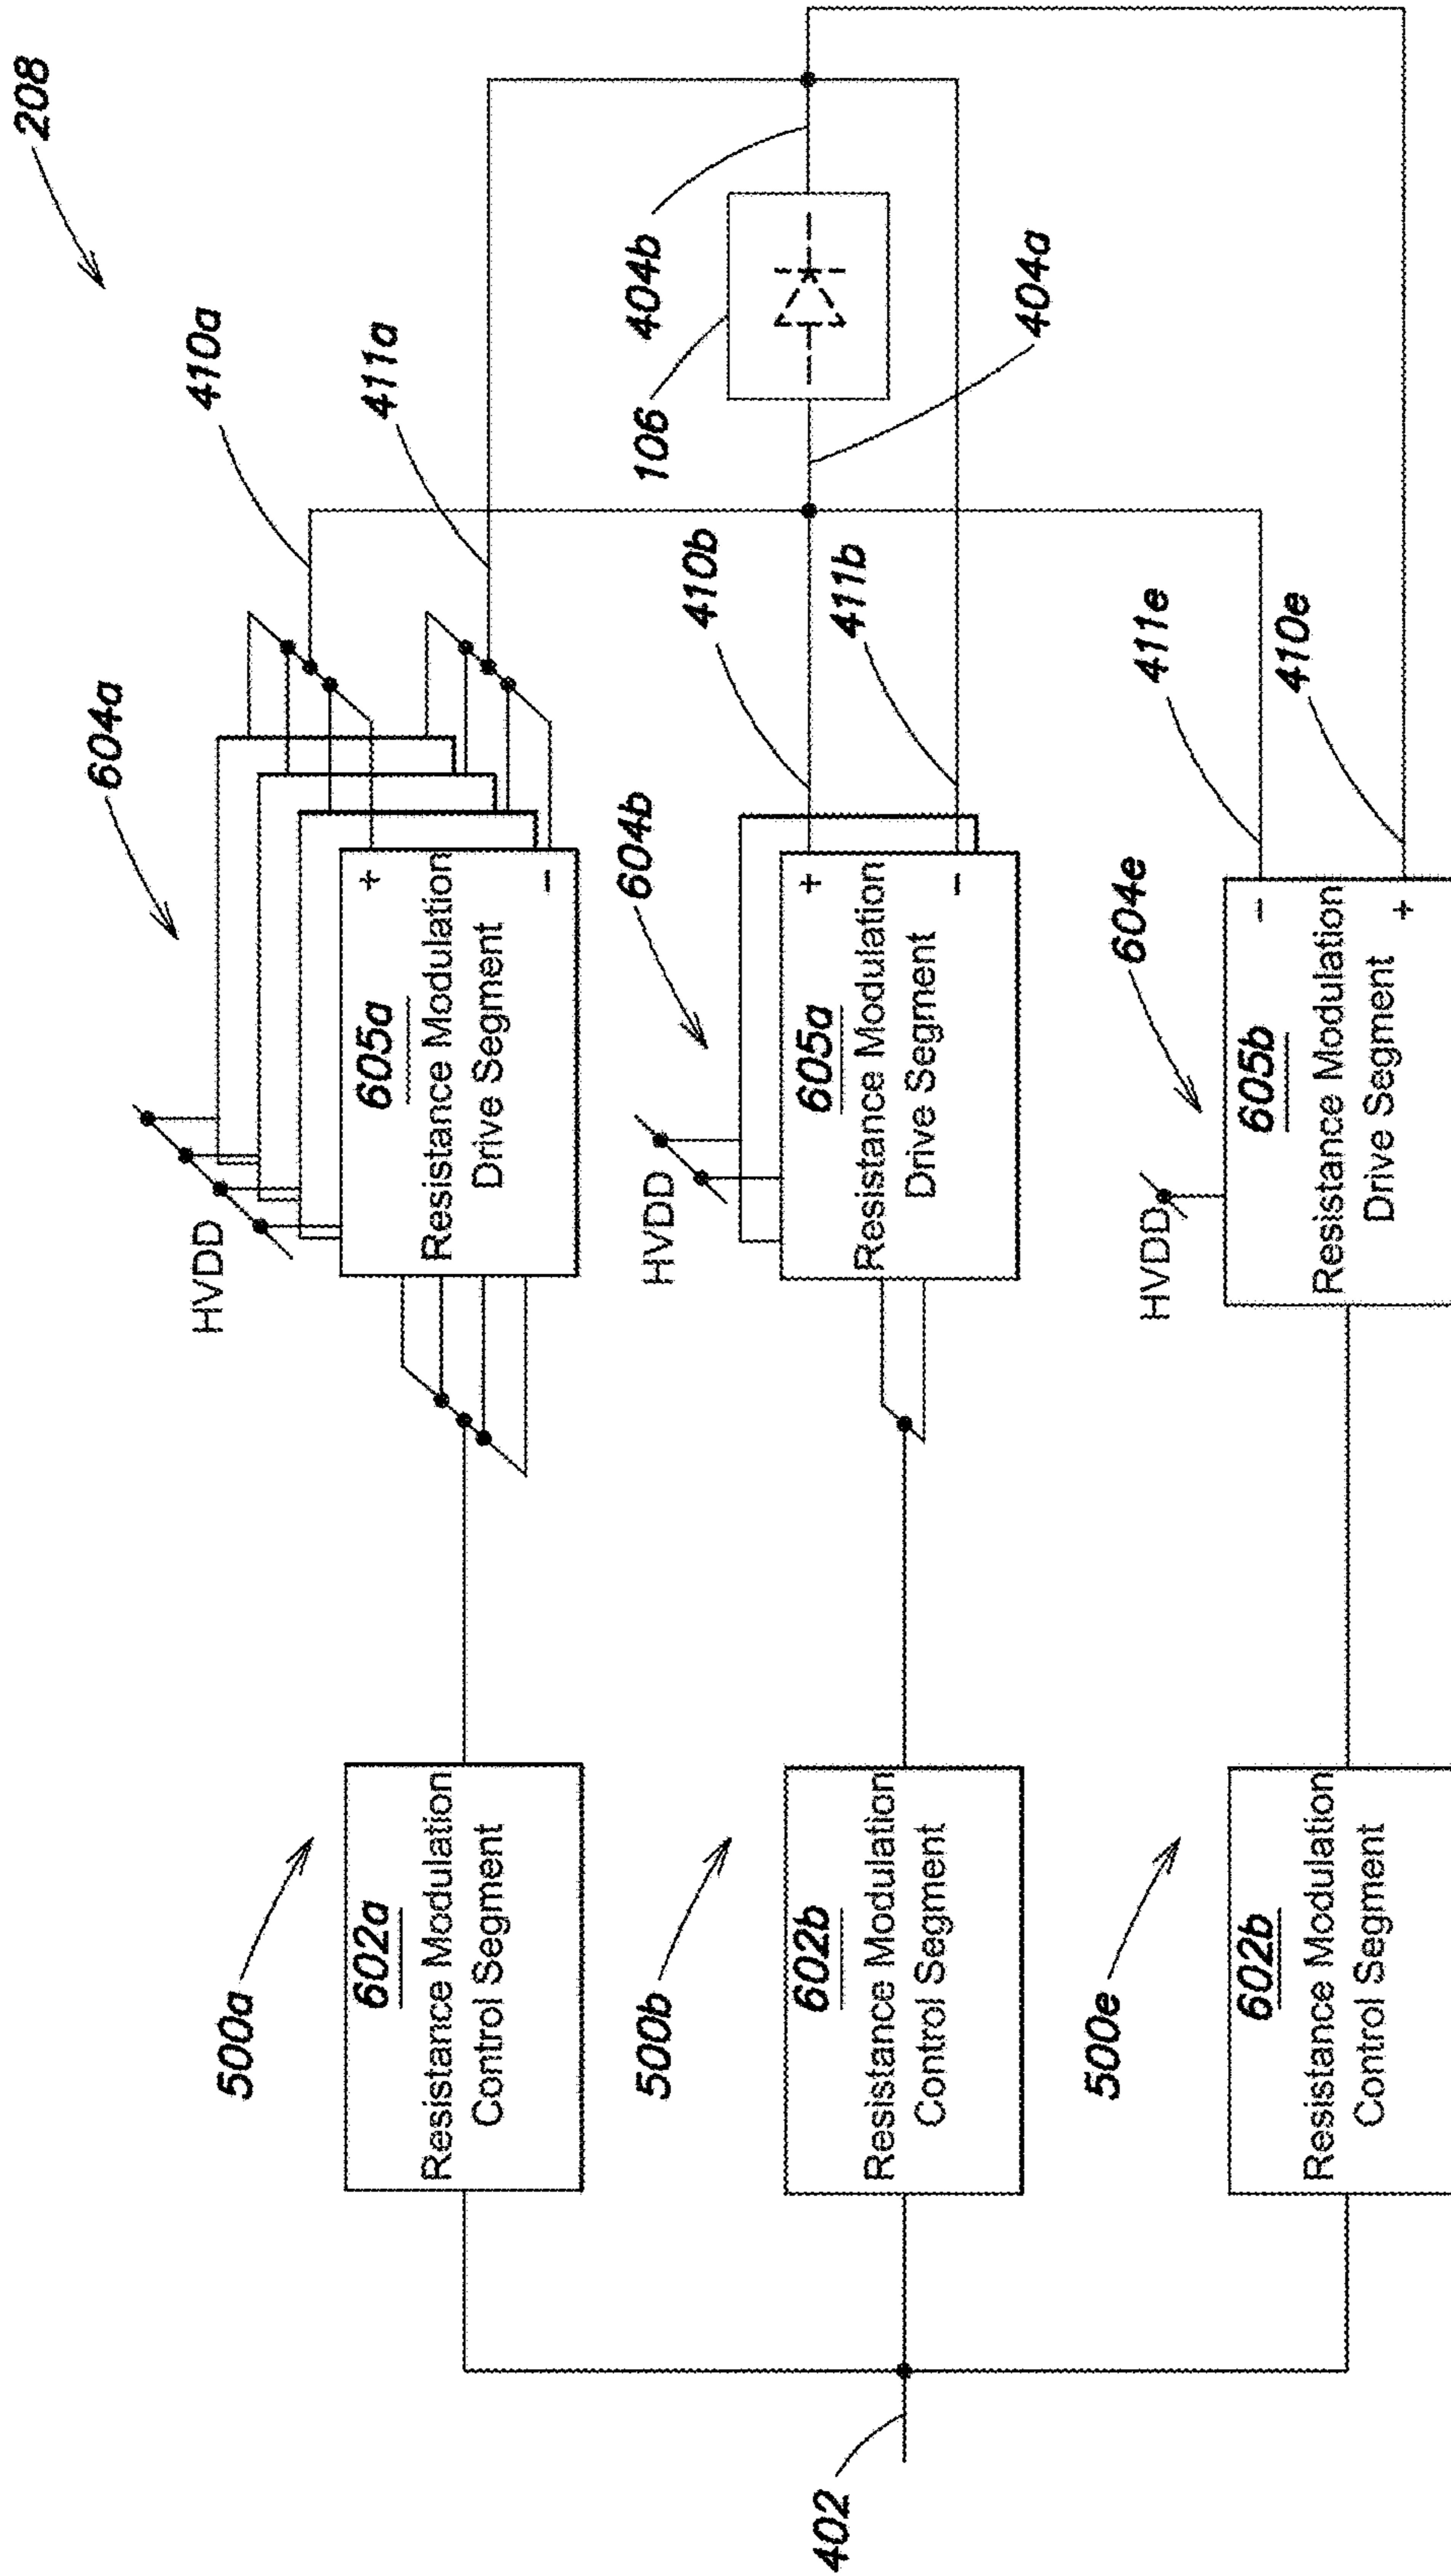 208
604a
410a
411a
500a
HVDD
602a
Resistance Modulation
Control Segment
605a
Resistance Modulation
Drive Segment
+
−
604b
410b
411b
106
404b
404a
500b
HVDD
602b
Resistance Modulation
Control Segment
605a
Resistance Modulation
Drive Segment
+
−
402
604e
411e
410e
500e
HVDD
602b
Resistance Modulation
Control Segment
605b
Resistance Modulation
Drive Segment
−
+